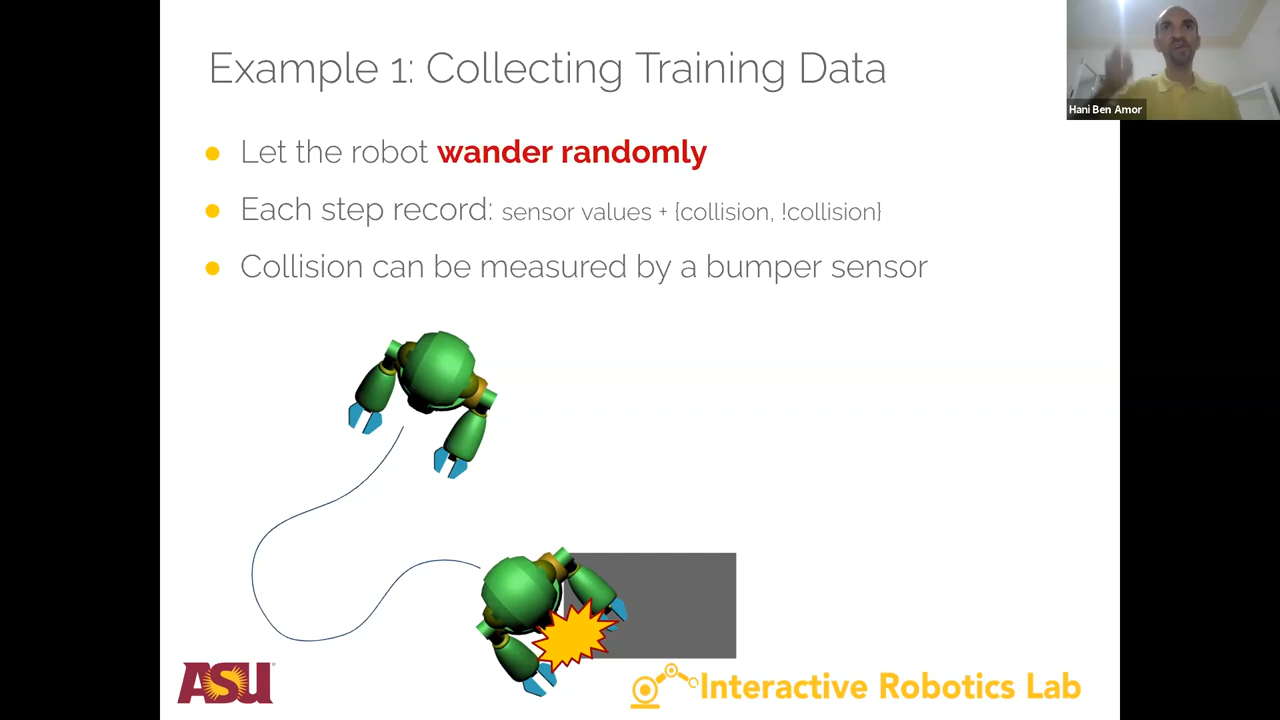 Example 1: Collecting Training Data
Hani Ben Amor
● Let the robot wander randomly
● Each step record: sensor values + {collision, !collision}
● Collision can be measured by a bumper sensor
ASU
Interactive Robotics Lab